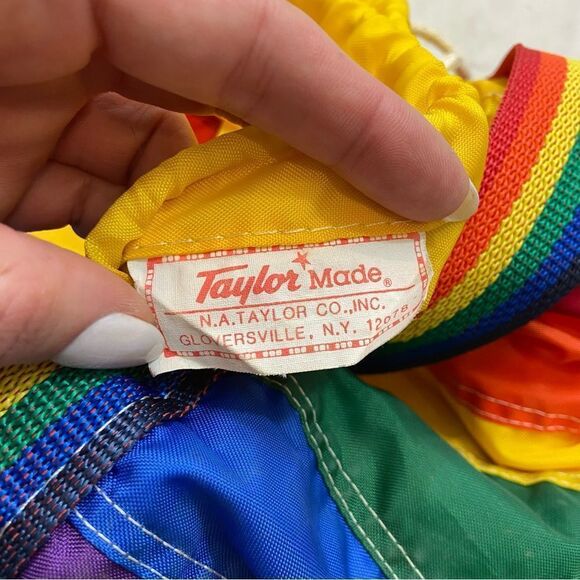 Taylor Made®
N.A.TAYLOR CO.,INC.
GLOVERSVILLE, N.Y. 12078